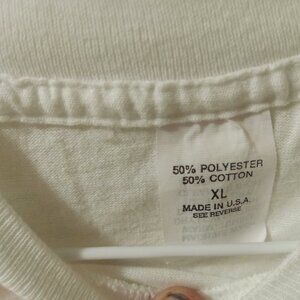 50% POLYESTER
50% COTTON
XL
MADE IN U.S.A.
SEE REVERSE